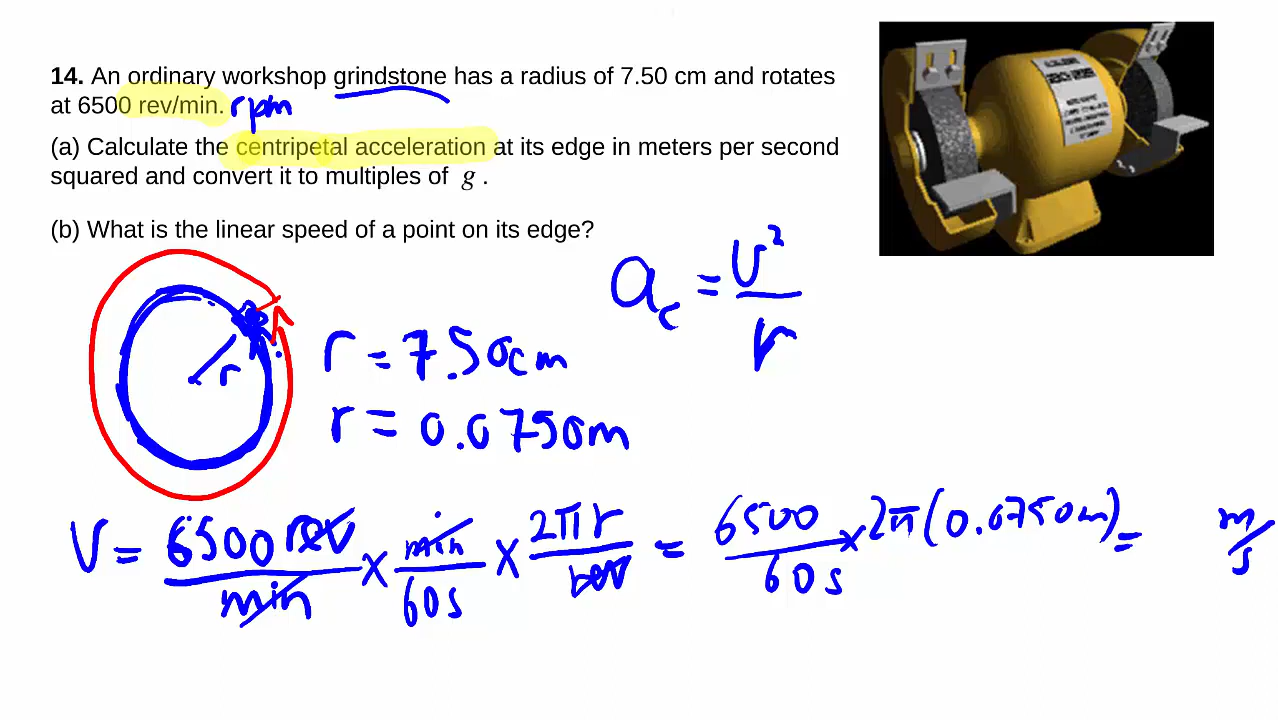 14. An ordinary workshop grindstone has a radius of 7.50 cm and rotates
at 6500 rev/min. rpm
(a) Calculate the centripetal acceleration at its edge in meters per second
squared and convert it to multiples of g .
(b) What is the linear speed of a point on its edge?
a_c = v²/r
r
r = 7.50cm
r = 0.0750m
V = 6500 rev/min × min/60s × 2πr/rev = 6500/60s × 2π(0.0750m) = m/s